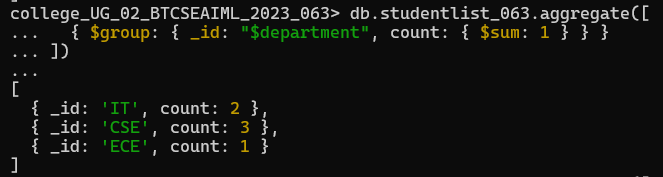 college_UG_02_BTCSEAIML_2023_063> db.studentlist_063.aggregate([
...   { $group: { _id: "$department", count: { $sum: 1 } } }
... ])
...
[
  { _id: 'IT', count: 2 },
  { _id: 'CSE', count: 3 },
  { _id: 'ECE', count: 1 }
]